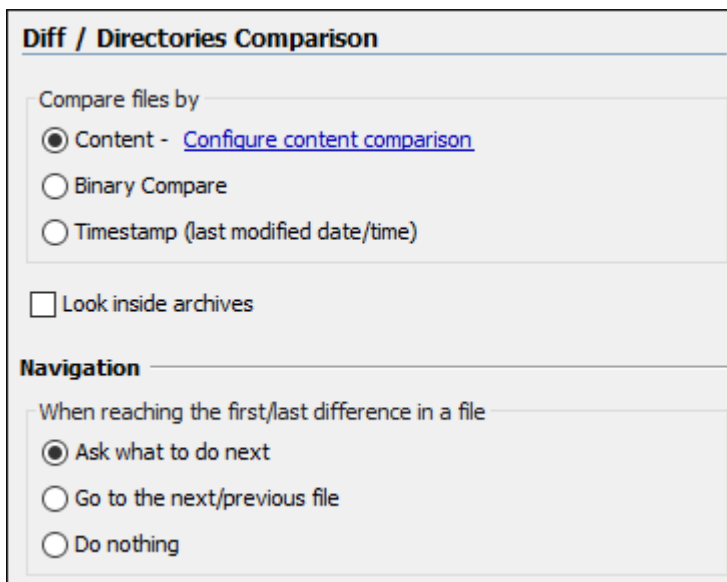 Diff / Directories Comparison
Compare files by
Content - Configure content comparison
Binary Compare
Timestamp (last modified date/time)
Look inside archives
Navigation
When reaching the first/last difference in a file
Ask what to do next
Go to the next/previous file
Do nothing